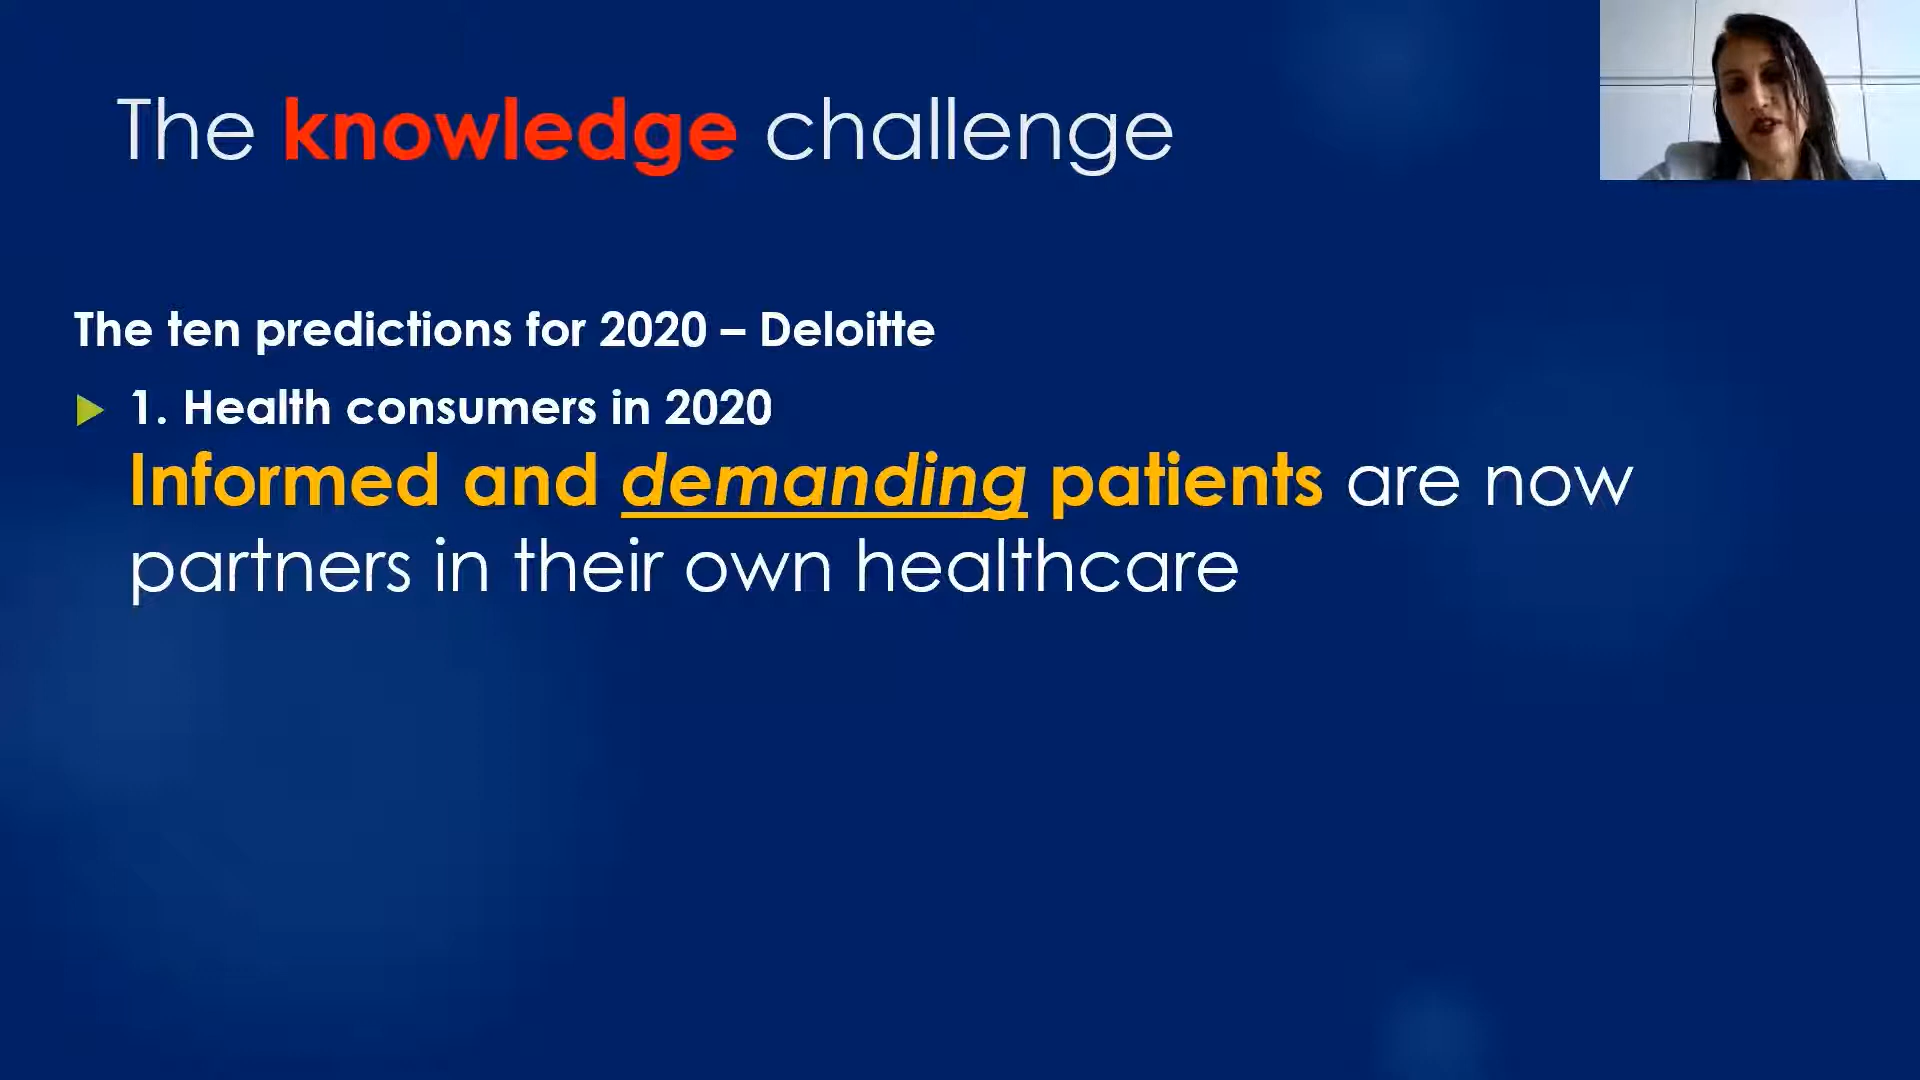 The knowledge challenge
The ten predictions for 2020 – Deloitte
1. Health consumers in 2020
Informed and demanding patients are now
partners in their own healthcare